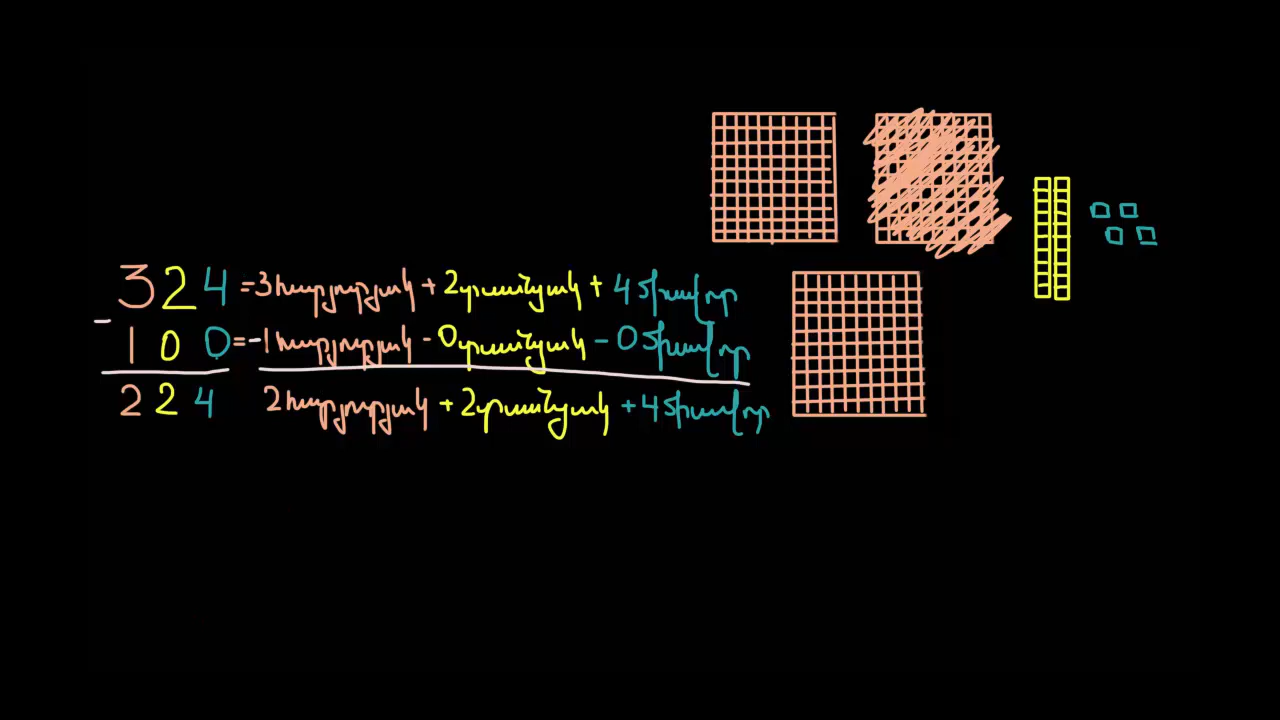 324 = 3 հարյուրյակ + 2 տասնյակ + 4 միավոր
- 100 = - 1 հարյուրյակ - 0 տասնյակ - 0 միավոր
224 2 հարյուրյակ + 2 տասնյակ + 4 միավոր